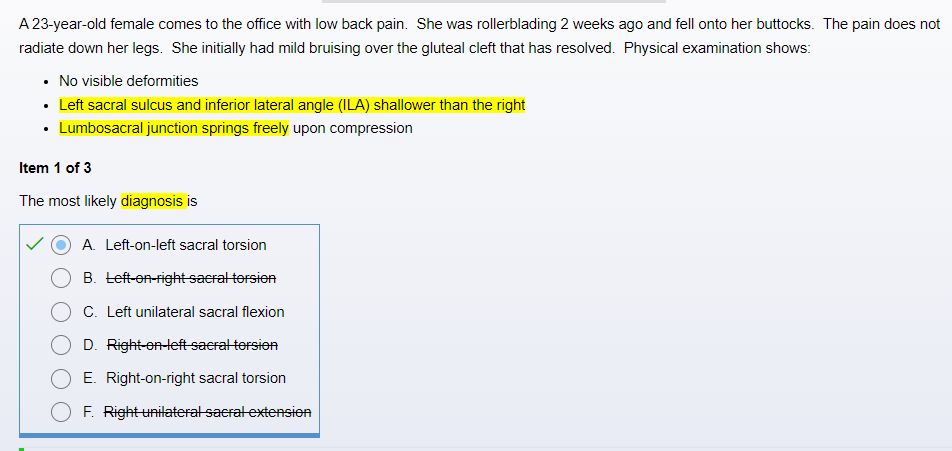 A 23-year-old female comes to the office with low back pain. She was rollerblading 2 weeks ago and fell onto her buttocks. The pain does not
radiate down her legs. She initially had mild bruising over the gluteal cleft that has resolved. Physical examination shows:
• No visible deformities
• Left sacral sulcus and inferior lateral angle (ILA) shallower than the right
• Lumbosacral junction springs freely upon compression
Item 1 of 3
The most likely diagnosis is
A. Left-on-left sacral torsion
B. Left-on-right sacral torsion
C. Left unilateral sacral flexion
D. Right-on-left sacral torsion
E. Right-on-right sacral torsion
F. Right unilateral sacral extension